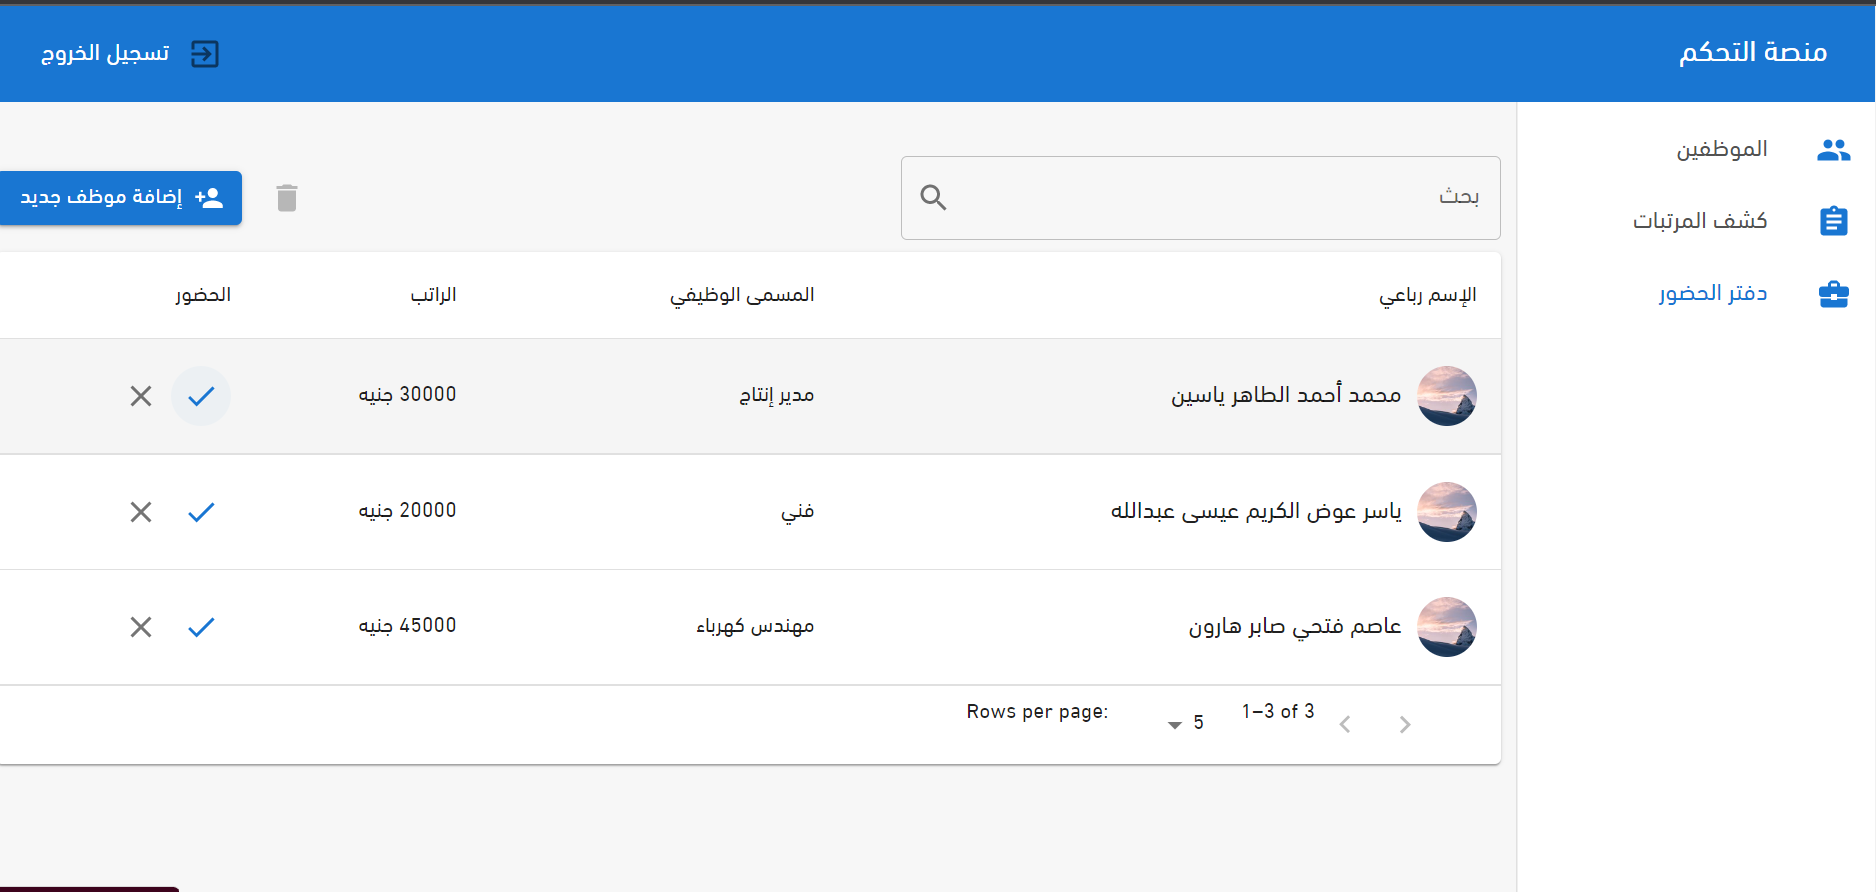 منصة التحكم
تسجيل الخروج
الموظفين
كشف المرتبات
دفتر الحضور
بحث
إضافة موظف جديد
الإسم رباعي المسمى الوظيفي الراتب الحضور
محمد أحمد الطاهر ياسين مدير إنتاج 30000 جنيه
ياسر عوض الكريم عيسى عبدالله فني 20000 جنيه
عاصم فتحي صابر هارون مهندس كهرباء 45000 جنيه
Rows per page: 5 1–3 of 3